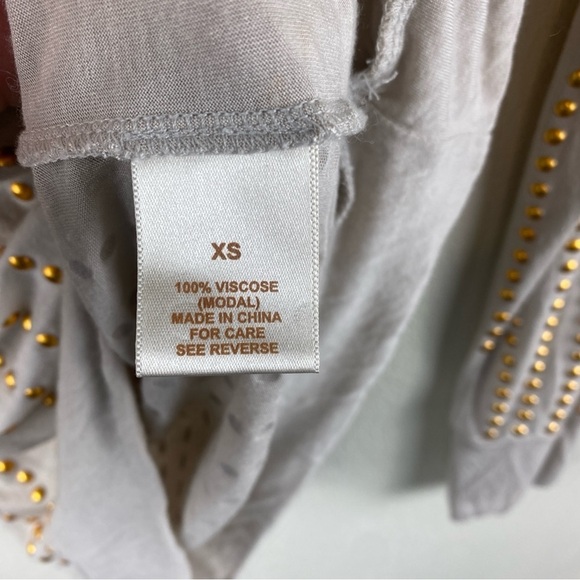 XS
100% VISCOSE
(MODAL)
MADE IN CHINA
FOR CARE
SEE REVERSE